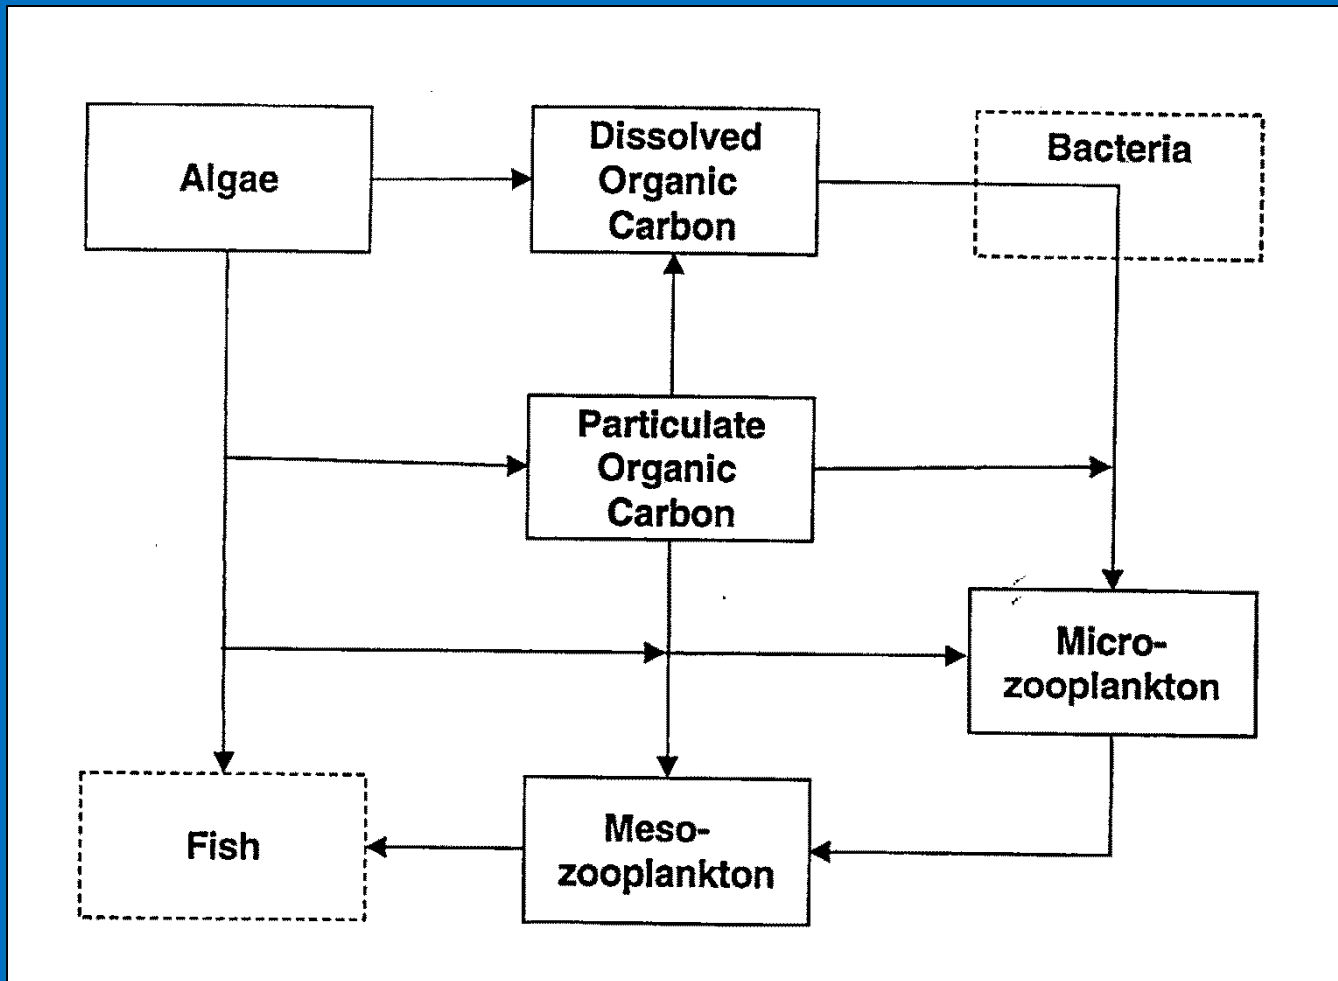 Algae
Dissolved
Organic
Carbon
Bacteria
Particulate
Organic
Carbon
Micro-
zooplankton
Fish
Meso-
zooplankton